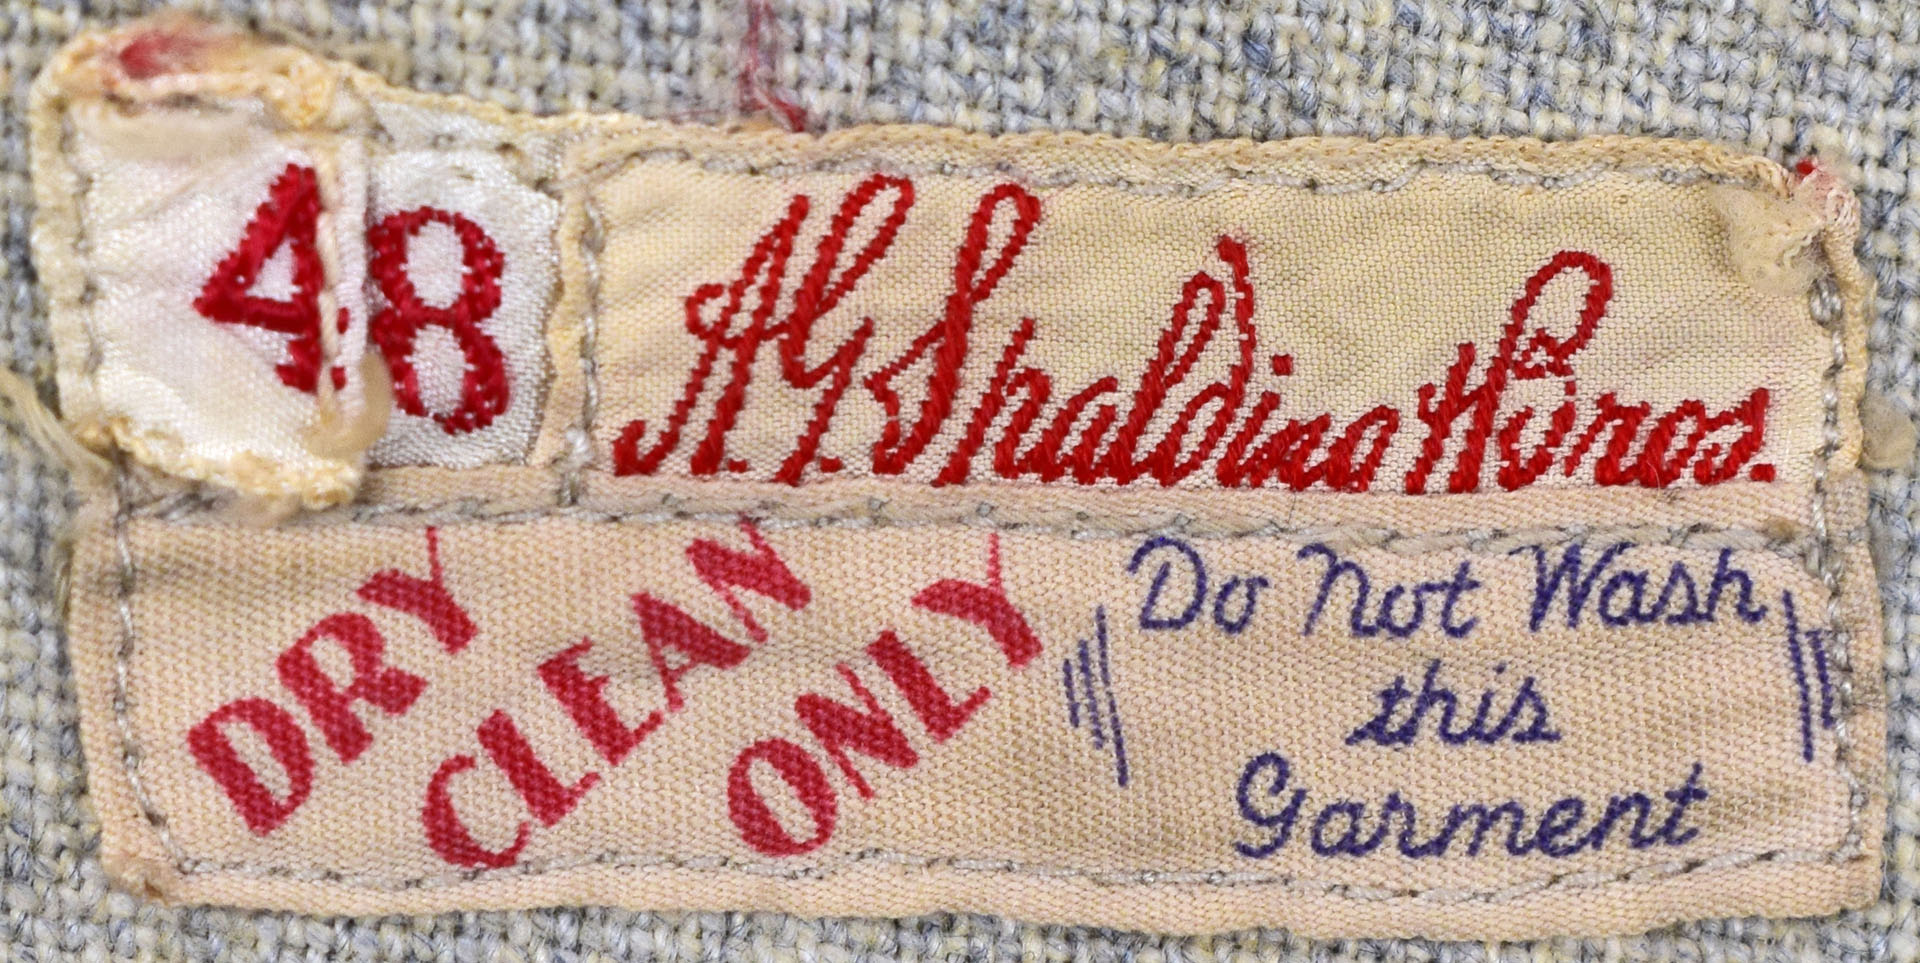 48
A.G. Spalding & Bros.
DRY
CLEAN
ONLY
Do Not Wash
this
Garment